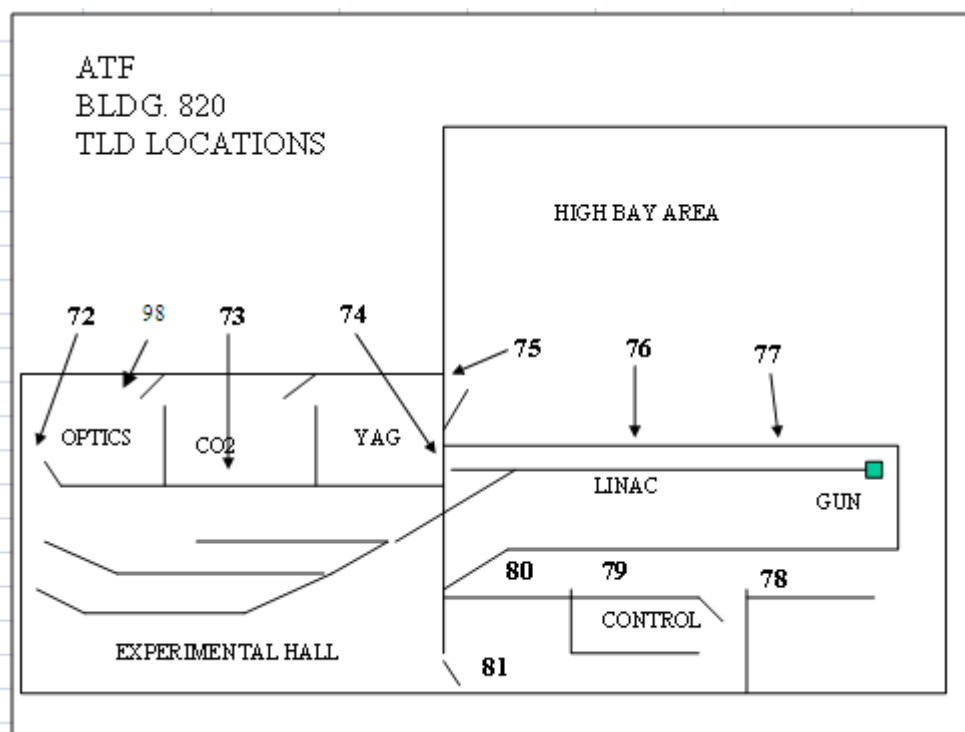 ATF
BLDG. 820
TLD LOCATIONS
HIGH BAY AREA
72 98 73 74
75 76 77
OPTICS CO2 YAG
LINAC
GUN
80 79 78
CONTROL
EXPERIMENTAL HALL
81